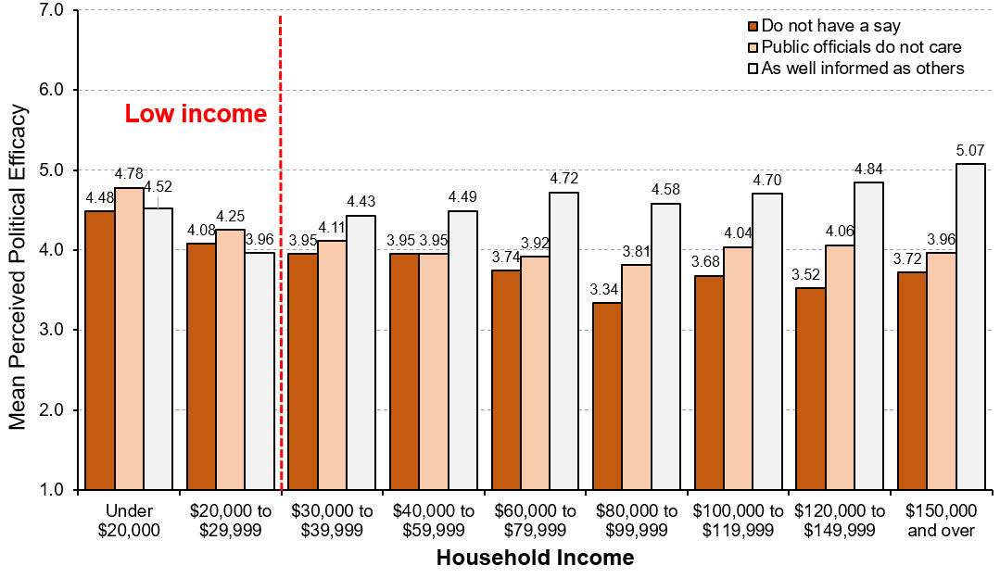 7.0
6.0
5.0
4.0
3.0
2.0
1.0
Mean Perceived Political Efficacy
Do not have a say
Public officials do not care
As well informed as others
Low income
4.48 4.78 4.52
4.08 4.25 3.96
3.95 4.11 4.43
3.95 3.95 4.49
3.74 3.92 4.72
3.34 3.81 4.58
3.68 4.04 4.70
3.52 4.06 4.84
3.72 3.96 5.07
Under
$20,000
$20,000 to
$29,999
$30,000 to
$39,999
$40,000 to
$59,999
$60,000 to
$79,999
$80,000 to
$99,999
$100,000 to
$119,999
$120,000 to
$149,999
$150,000
and over
Household Income